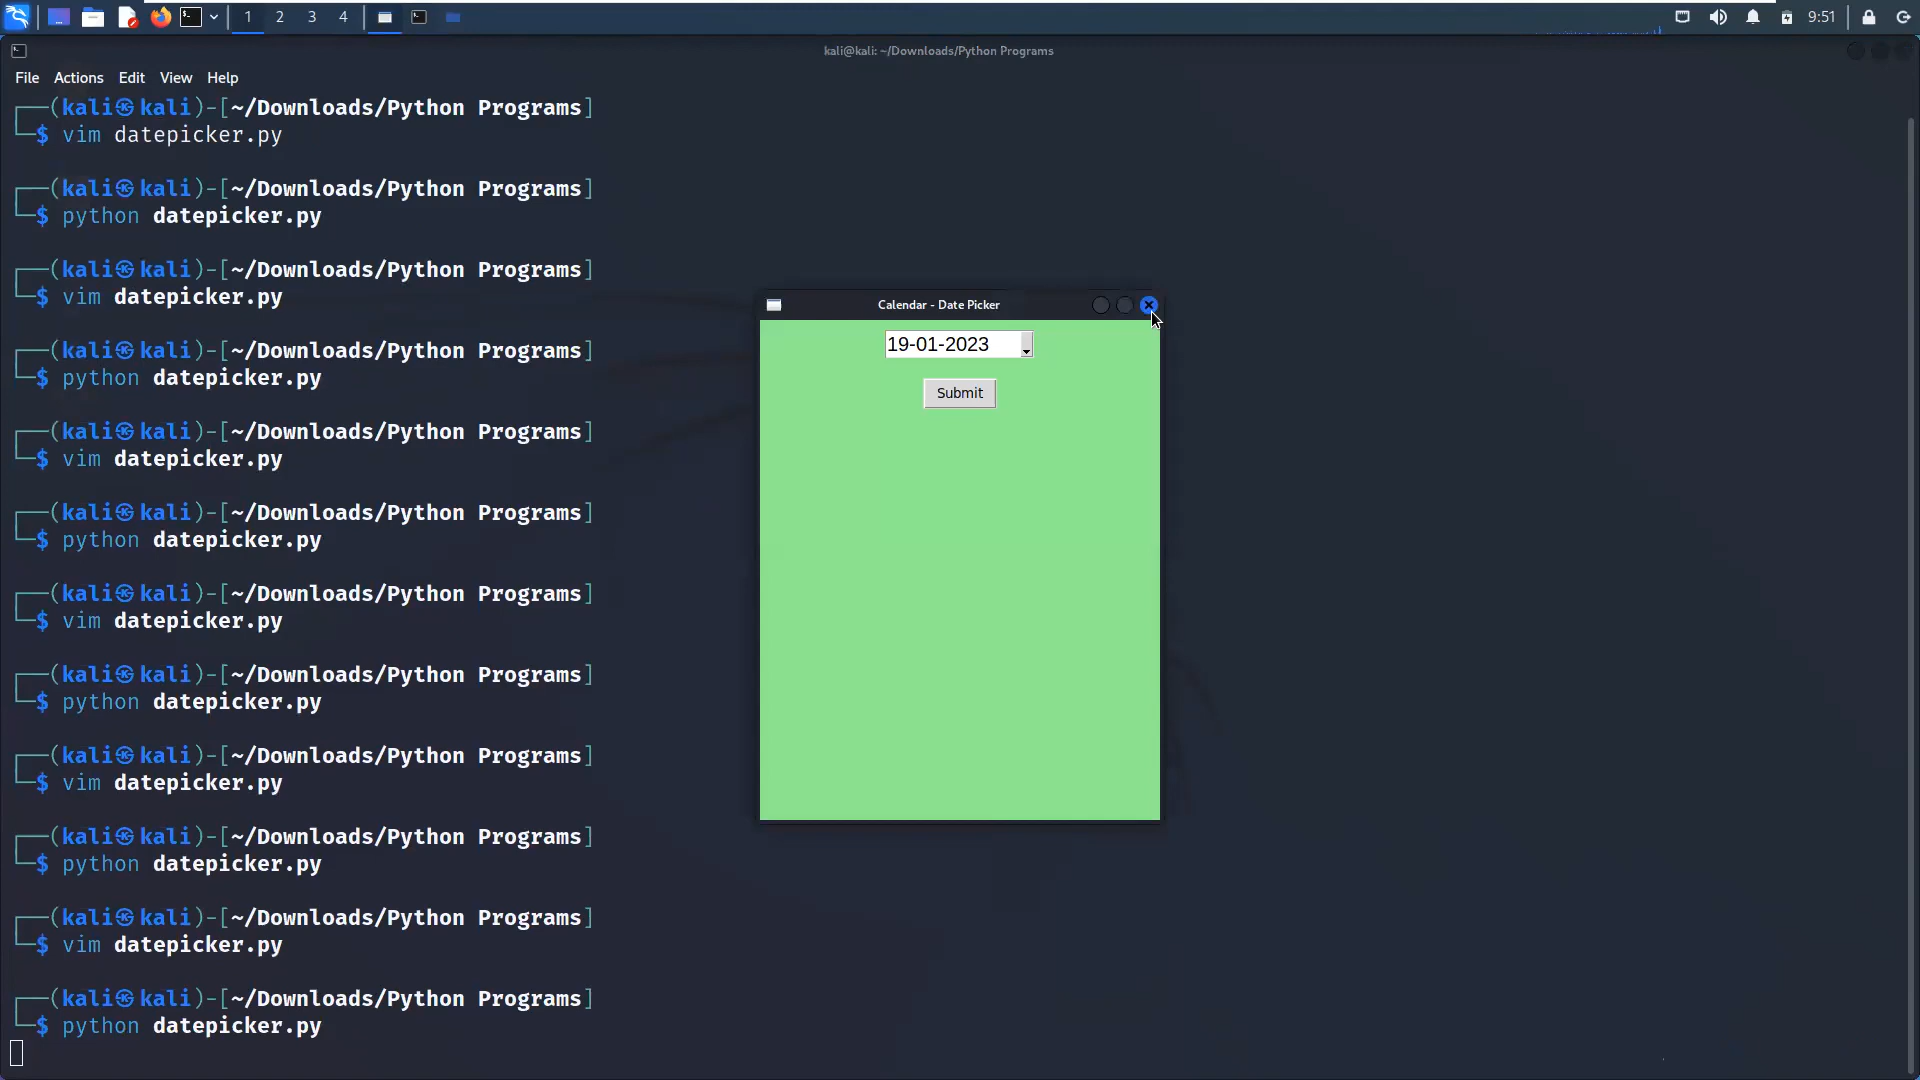 1 2 3 4 9:51
kali@kali: ~/Downloads/Python Programs
File Actions Edit View Help
┌──(kali㉿kali)-[~/Downloads/Python Programs]
└─$ vim datepicker.py
┌──(kali㉿kali)-[~/Downloads/Python Programs]
└─$ python datepicker.py
┌──(kali㉿kali)-[~/Downloads/Python Programs]
└─$ vim datepicker.py
┌──(kali㉿kali)-[~/Downloads/Python Programs]
└─$ python datepicker.py
┌──(kali㉿kali)-[~/Downloads/Python Programs]
└─$ vim datepicker.py
┌──(kali㉿kali)-[~/Downloads/Python Programs]
└─$ python datepicker.py
┌──(kali㉿kali)-[~/Downloads/Python Programs]
└─$ vim datepicker.py
┌──(kali㉿kali)-[~/Downloads/Python Programs]
└─$ python datepicker.py
┌──(kali㉿kali)-[~/Downloads/Python Programs]
└─$ vim datepicker.py
┌──(kali㉿kali)-[~/Downloads/Python Programs]
└─$ python datepicker.py
┌──(kali㉿kali)-[~/Downloads/Python Programs]
└─$ vim datepicker.py
┌──(kali㉿kali)-[~/Downloads/Python Programs]
└─$ python datepicker.py
Calendar - Date Picker
19-01-2023
Submit